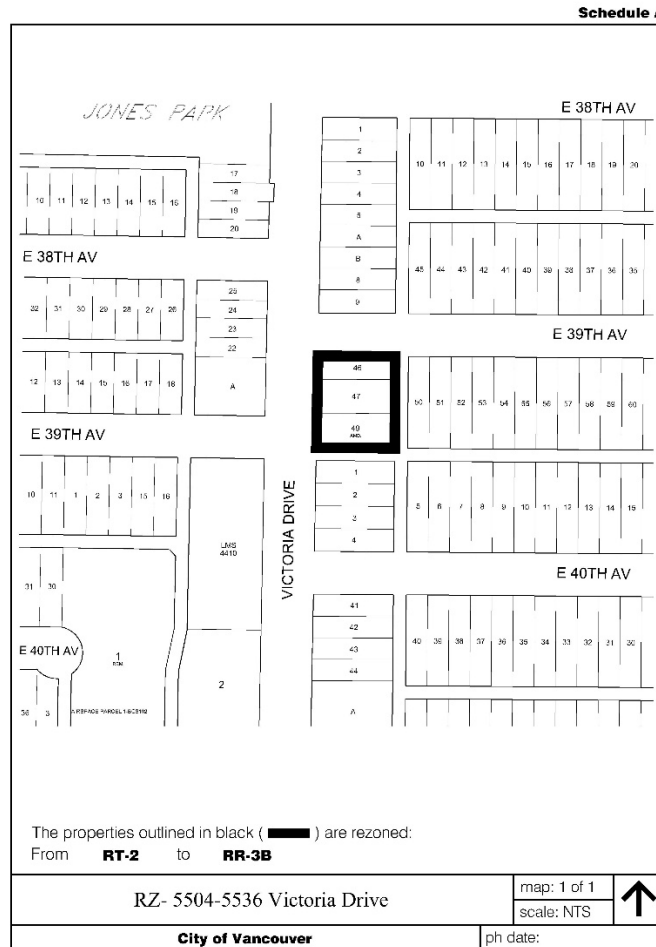 Schedule
JONES PARK
E 38TH AV
1
2
3
4
5
A
B
8
9
10 11 12 13 14 15 16 17 18 19 20
17
18
19
20
10 11 12 13 14 15 16
E 38TH AV
45 44 43 42 41 40 39 38 37 36 35
25
24
23
22
A
32 31 30 29 28 27 26
E 39TH AV
12 13 14 15 16 17 18
46
47
49
AMD.
50 51 52 53 54 55 56 57 58 59 60
E 39TH AV
10 11 1 2 3 15 16
LMS
4410
VICTORIA DRIVE
1
2
3
4
5 6 7 8 9 10 11 12 13 14 15
E 40TH AV
31 30
E 40TH AV
1
2
3
41
42
43
44
A
40 39 38 37 36 35 34 33 32 31 30
The properties outlined in black ( ) are rezoned:
From RT-2 to RR-3B
RZ- 5504-5536 Victoria Drive
map: 1 of 1
scale: NTS
City of Vancouver
ph date: